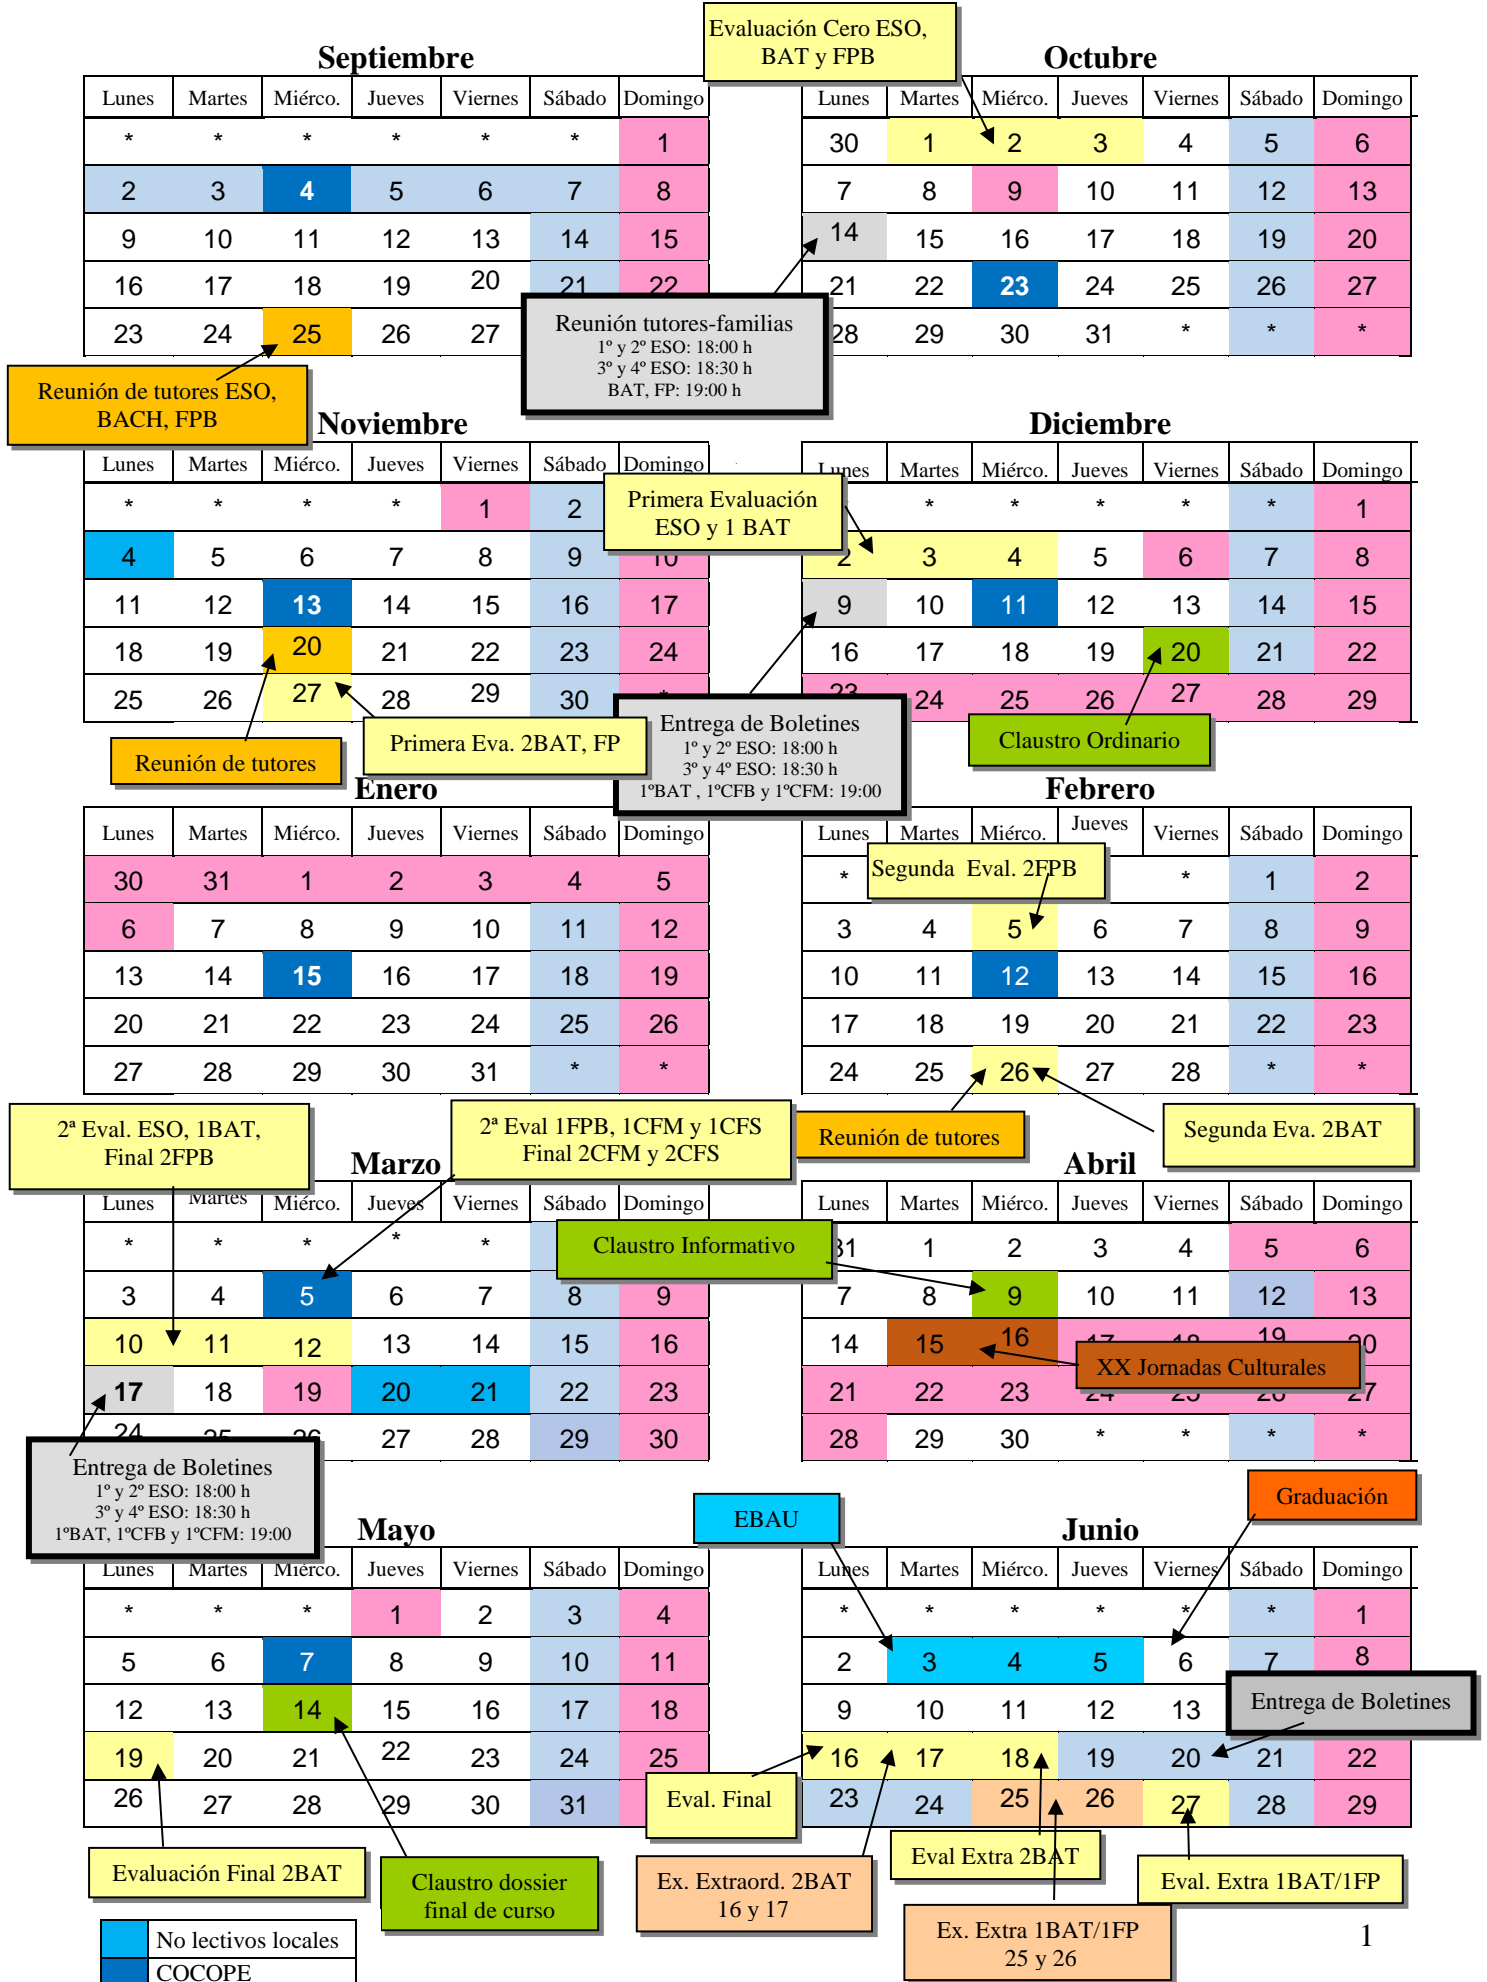 Evaluación Cero ESO,
BAT y FPB
Septiembre
Lunes Martes Miérco. Jueves Viernes Sábado Domingo
* * * * * * 1
2 3 4 5 6 7 8
9 10 11 12 13 14 15
16 17 18 19 20 21 22
23 24 25 26 27
Reunión de tutores ESO,
BACH, FPB
Octubre
Lunes Martes Miérco. Jueves Viernes Sábado Domingo
30 1 2 3 4 5 6
7 8 9 10 11 12 13
14 15 16 17 18 19 20
21 22 23 24 25 26 27
28 29 30 31 * * *
Reunión tutores-familias
1º y 2º ESO: 18:00 h
3º y 4º ESO: 18:30 h
BAT, FP: 19:00 h
Noviembre
Lunes Martes Miérco. Jueves Viernes Sábado Domingo
* * * * 1 2
4 5 6 7 8 9 10
11 12 13 14 15 16 17
18 19 20 21 22 23 24
25 26 27 28 29 30 *
Reunión de tutores
Primera Eva. 2BAT, FP
Diciembre
Lunes Martes Miérco. Jueves Viernes Sábado Domingo
* * * * * 1
2 3 4 5 6 7 8
9 10 11 12 13 14 15
16 17 18 19 20 21 22
23 24 25 26 27 28 29
Primera Evaluación
ESO y 1 BAT
Entrega de Boletines
1º y 2º ESO: 18:00 h
3º y 4º ESO: 18:30 h
1ºBAT , 1ºCFB y 1ºCFM: 19:00
Claustro Ordinario
Enero
Lunes Martes Miérco. Jueves Viernes Sábado Domingo
30 31 1 2 3 4 5
6 7 8 9 10 11 12
13 14 15 16 17 18 19
20 21 22 23 24 25 26
27 28 29 30 31 * *
Febrero
Lunes Martes Miérco. Jueves Viernes Sábado Domingo
* * 1 2
3 4 5 6 7 8 9
10 11 12 13 14 15 16
17 18 19 20 21 22 23
24 25 26 27 28 * *
Segunda Eval. 2FPB
Reunión de tutores
Segunda Eva. 2BAT
2ª Eval. ESO, 1BAT,
Final 2FPB
2ª Eval 1FPB, 1CFM y 1CFS
Final 2CFM y 2CFS
Marzo
Lunes Martes Miérco. Jueves Viernes Sábado Domingo
* * * * *
3 4 5 6 7 8 9
10 11 12 13 14 15 16
17 18 19 20 21 22 23
24 25 26 27 28 29 30
Entrega de Boletines
1º y 2º ESO: 18:00 h
3º y 4º ESO: 18:30 h
1ºBAT, 1ºCFB y 1ºCFM: 19:00
Abril
Lunes Martes Miérco. Jueves Viernes Sábado Domingo
31 1 2 3 4 5 6
7 8 9 10 11 12 13
14 15 16 17 18 19 20
21 22 23 24 25 26 27
28 29 30 * * * *
Claustro Informativo
XX Jornadas Culturales
Mayo
Lunes Martes Miérco. Jueves Viernes Sábado Domingo
* * * 1 2 3 4
5 6 7 8 9 10 11
12 13 14 15 16 17 18
19 20 21 22 23 24 25
26 27 28 29 30 31
Evaluación Final 2BAT
Claustro dossier
final de curso
EBAU
Graduación
Junio
Lunes Martes Miérco. Jueves Viernes Sábado Domingo
* * * * * * 1
2 3 4 5 6 7 8
9 10 11 12 13
16 17 18 19 20 21 22
23 24 25 26 27 28 29
Entrega de Boletines
Eval. Final
Ex. Extraord. 2BAT
16 y 17
Eval Extra 2BAT
Ex. Extra 1BAT/1FP
25 y 26
Eval. Extra 1BAT/1FP
No lectivos locales
COCOPE
1